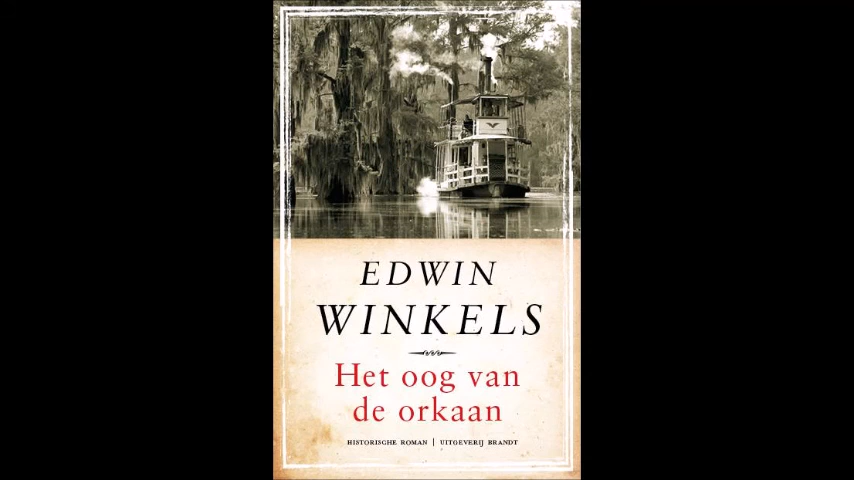 EDWIN
WINKELS
Het oog van
de orkaan
HISTORISCHE ROMAN | UITGEVERIJ BRANDT